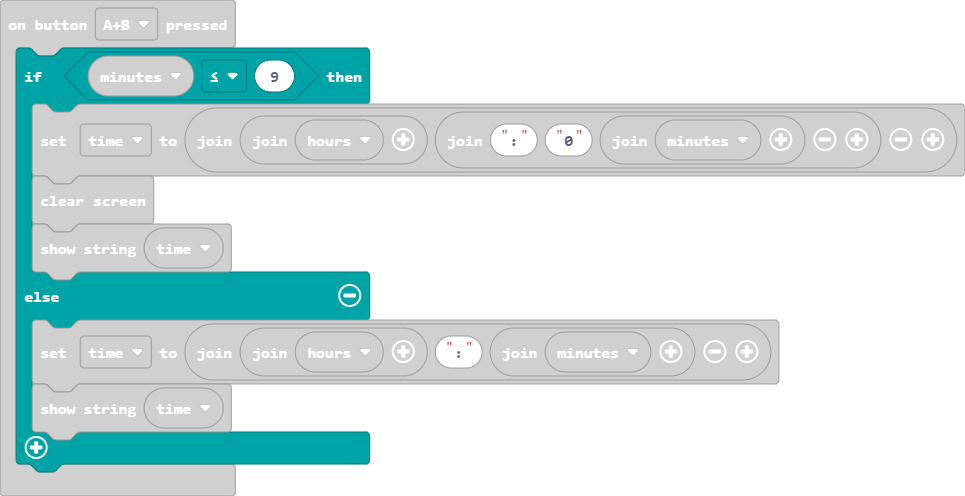 on button A+B pressed
if minutes ≤ 9 then
set time to join join hours join ":" "0" join minutes
clear screen
show string time
else
set time to join join hours ":" join minutes
show string time